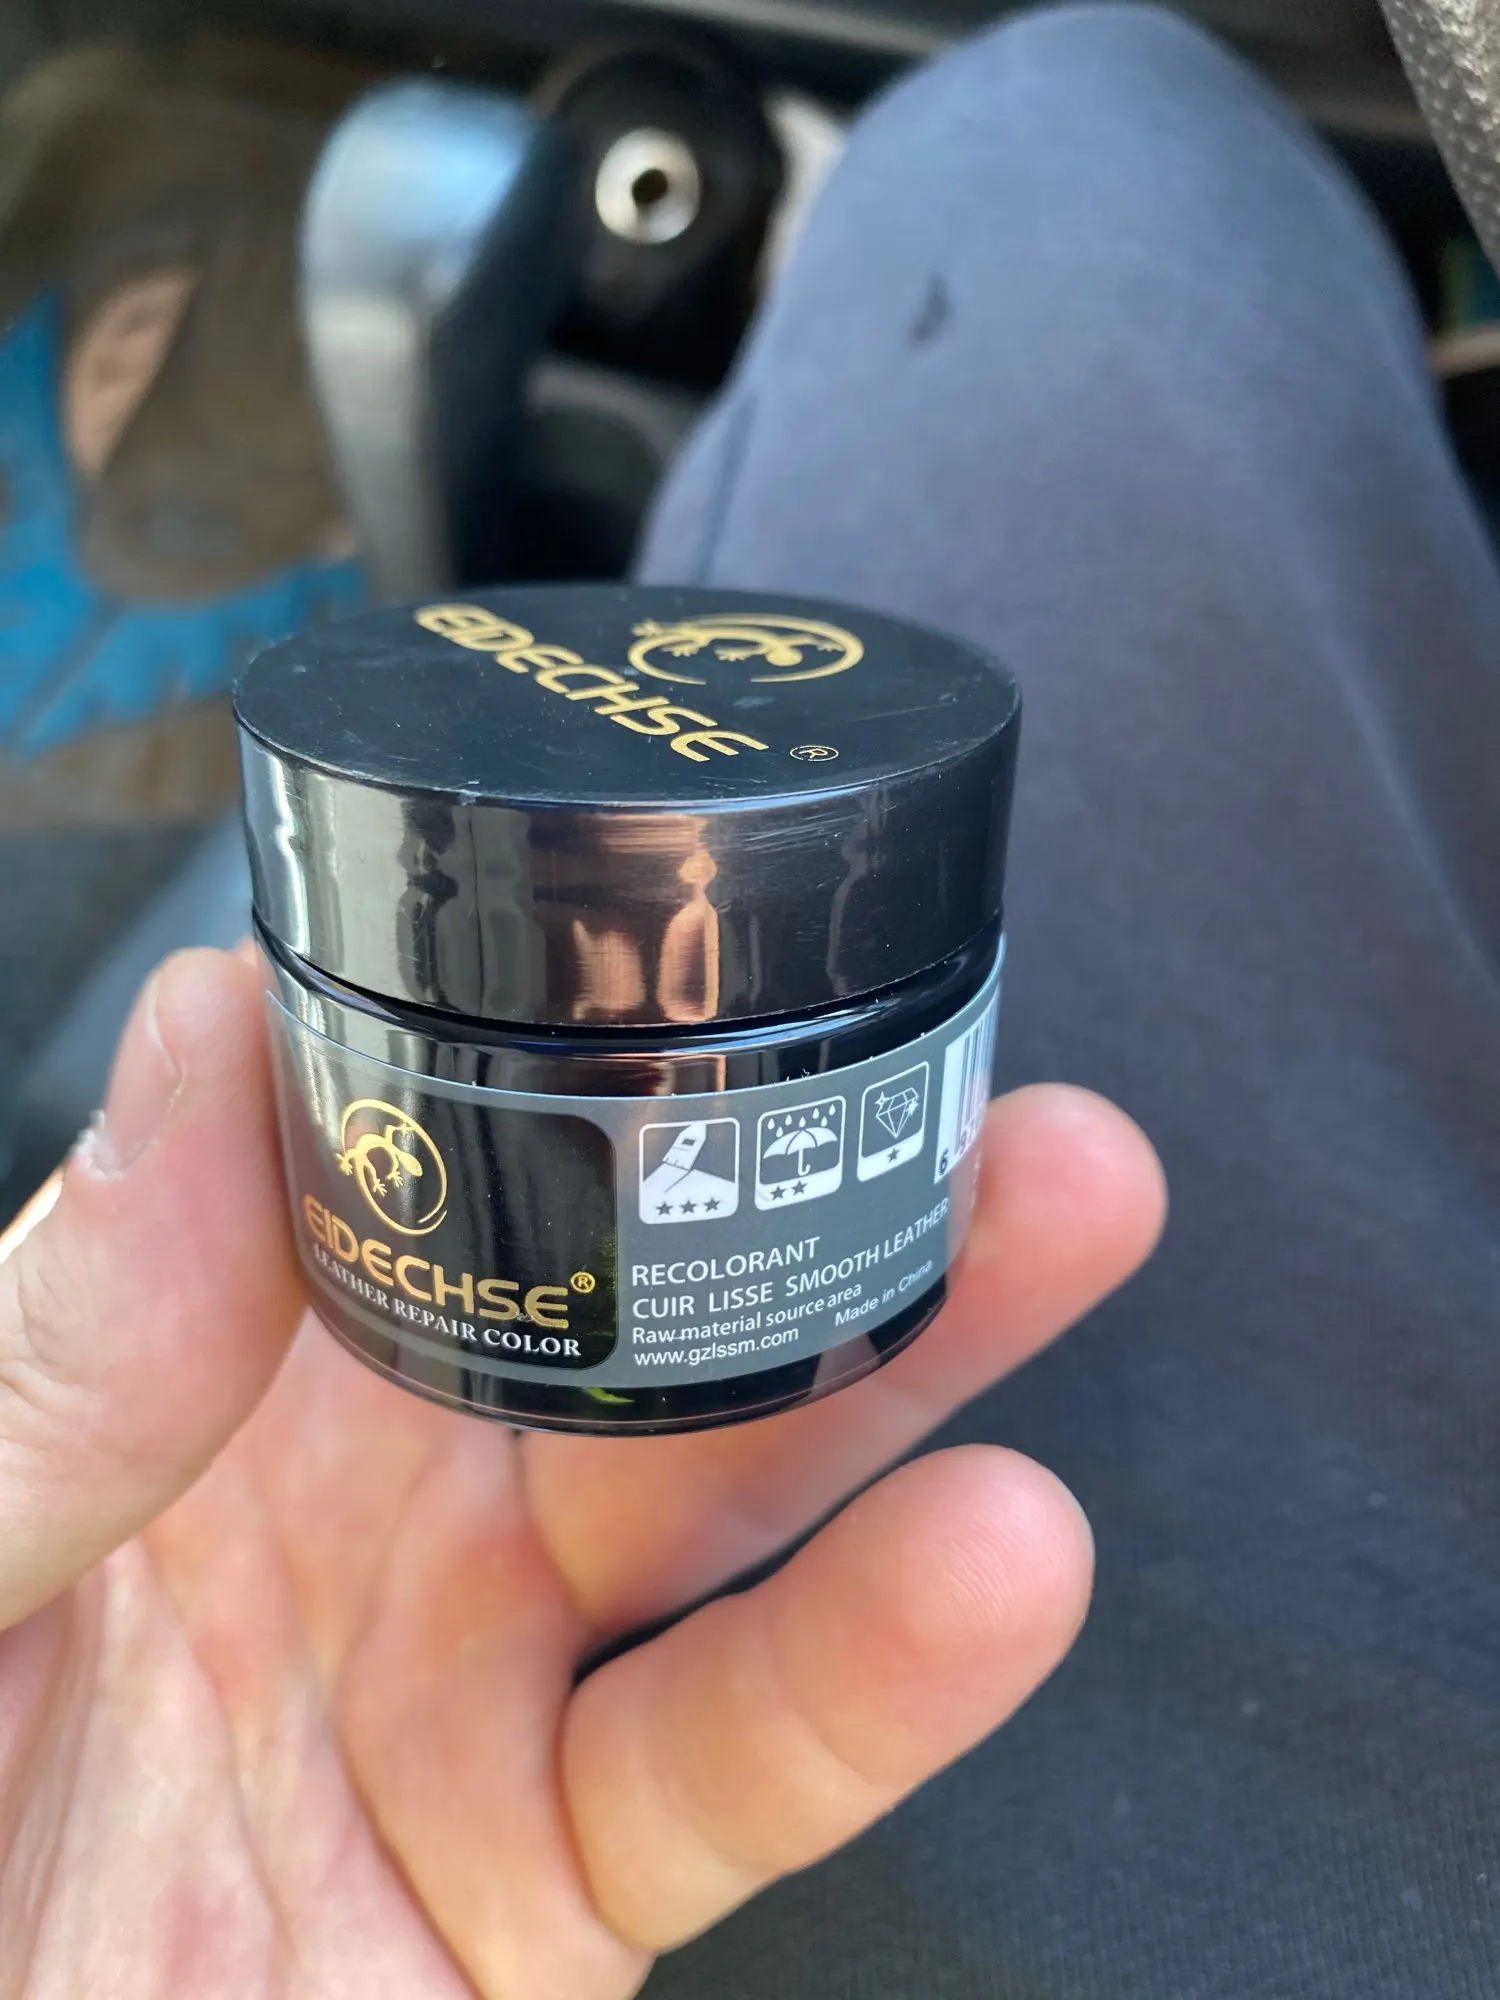 EIDECHSE ®
EIDECHSE®
LEATHER REPAIR COLOR
RECOLORANT
CUIR LISSE SMOOTH LEATHER
Raw material source area
Made in China
www.gzlssm.com
6